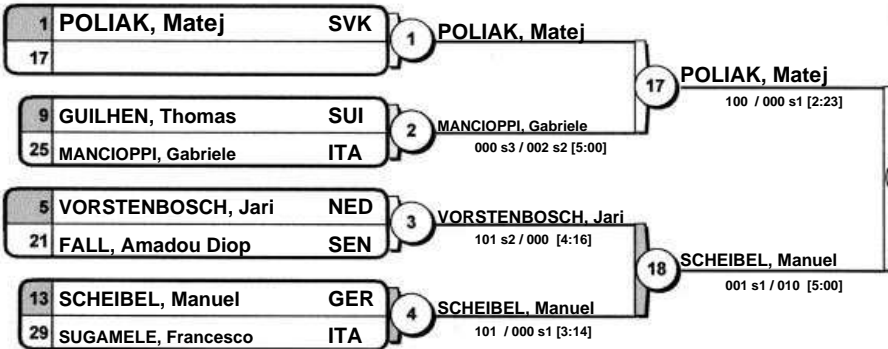 1 POLIAK, Matej SVK
17
1 POLIAK, Matej
9 GUILHEN, Thomas SUI
25 MANCIOPPI, Gabriele ITA
2 MANCIOPPI, Gabriele
000 s3 / 002 s2 [5:00]
17 POLIAK, Matej
100 / 000 s1 [2:23]
5 VORSTENBOSCH, Jari NED
21 FALL, Amadou Diop SEN
3 VORSTENBOSCH, Jari
101 s2 / 000 [4:16]
13 SCHEIBEL, Manuel GER
29 SUGAMELE, Francesco ITA
4 SCHEIBEL, Manuel
101 / 000 s1 [3:14]
18 SCHEIBEL, Manuel
001 s1 / 010 [5:00]